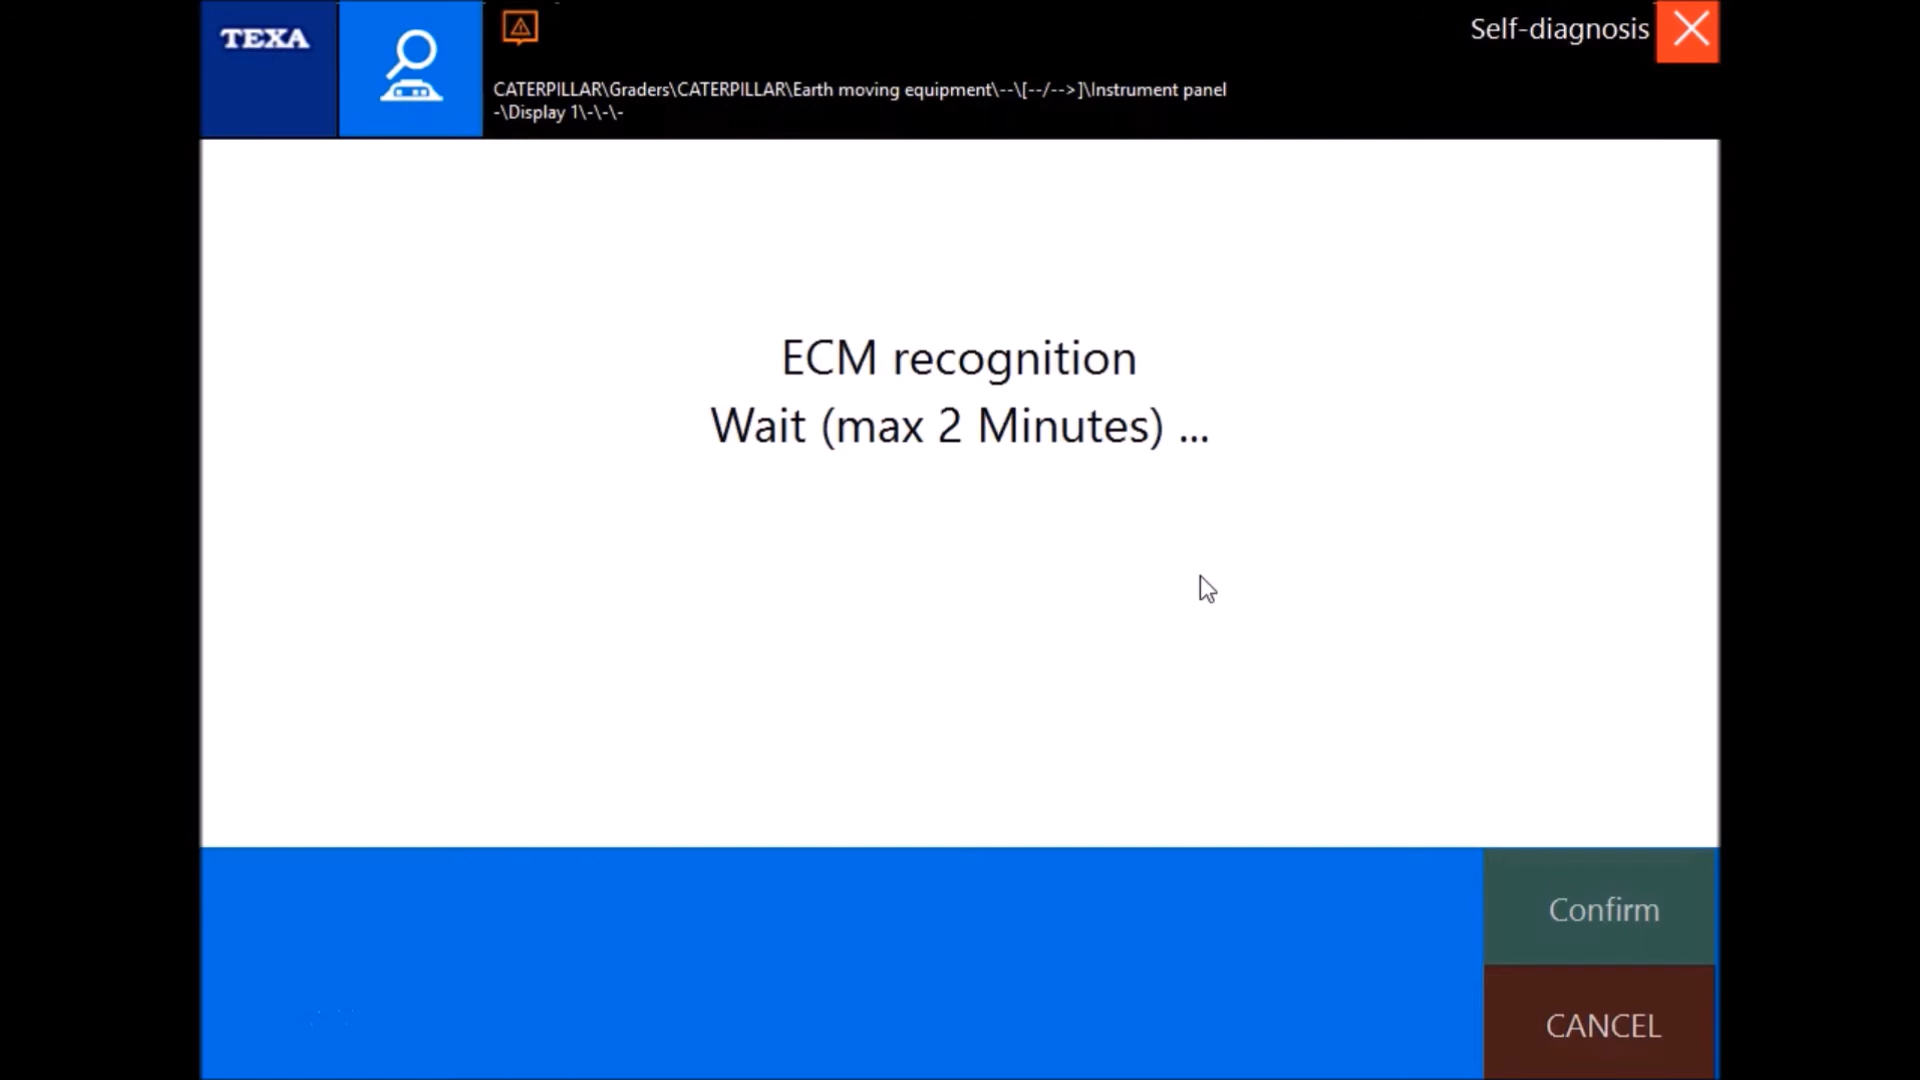 TEXA
Self-diagnosis
CATERPILLAR\Graders\CATERPILLAR\Earth moving equipment\--\[--/-->]\Instrument panel
-\Display 1\-\-\-
ECM recognition
Wait (max 2 Minutes) ...
Confirm
CANCEL